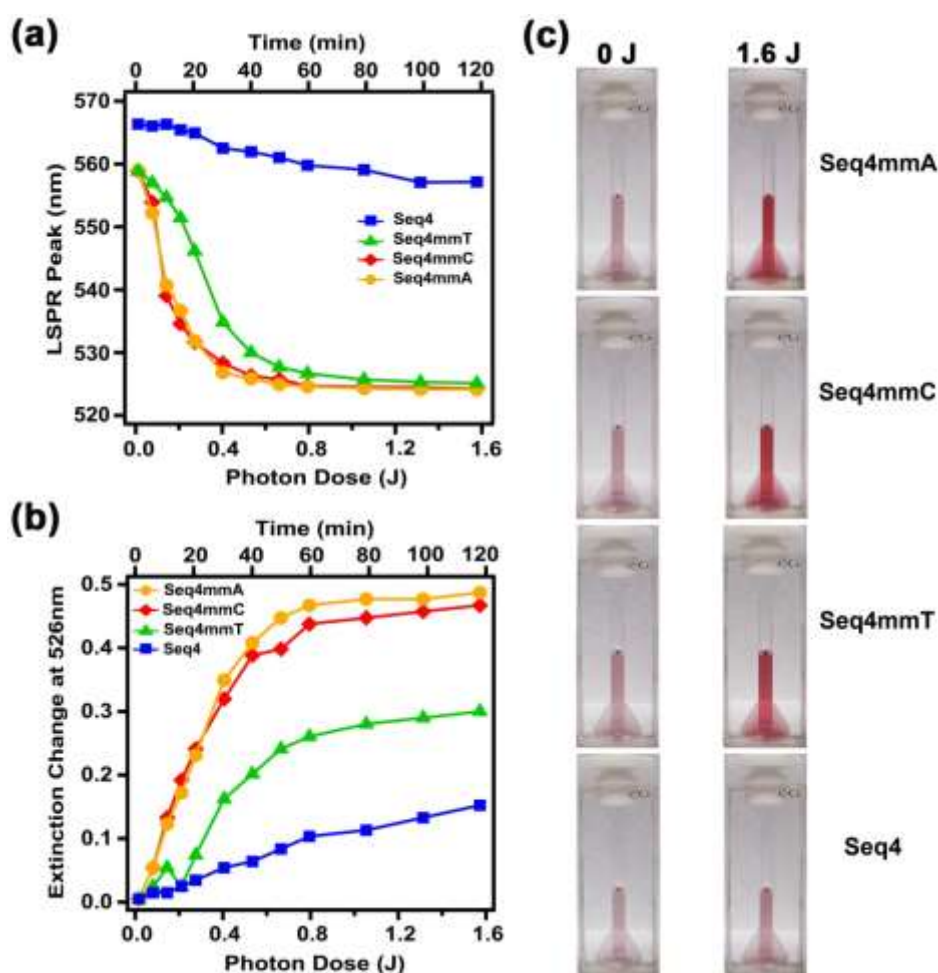 (a)
Time (min)
0 20 40 60 80 100 120
570
560
550
540
530
520
LSPR Peak (nm)
Seq4
Seq4mmT
Seq4mmC
Seq4mmA
0.0 0.4 0.8 1.2 1.6
Photon Dose (J)
(b)
Time (min)
0 20 40 60 80 100 120
0.5
0.4
0.3
0.2
0.1
0.0
Extinction Change at 526nm
Seq4mmA
Seq4mmC
Seq4mmT
Seq4
0.0 0.4 0.8 1.2 1.6
Photon Dose (J)
(c)
0 J 1.6 J
Seq4mmA
Seq4mmC
Seq4mmT
Seq4